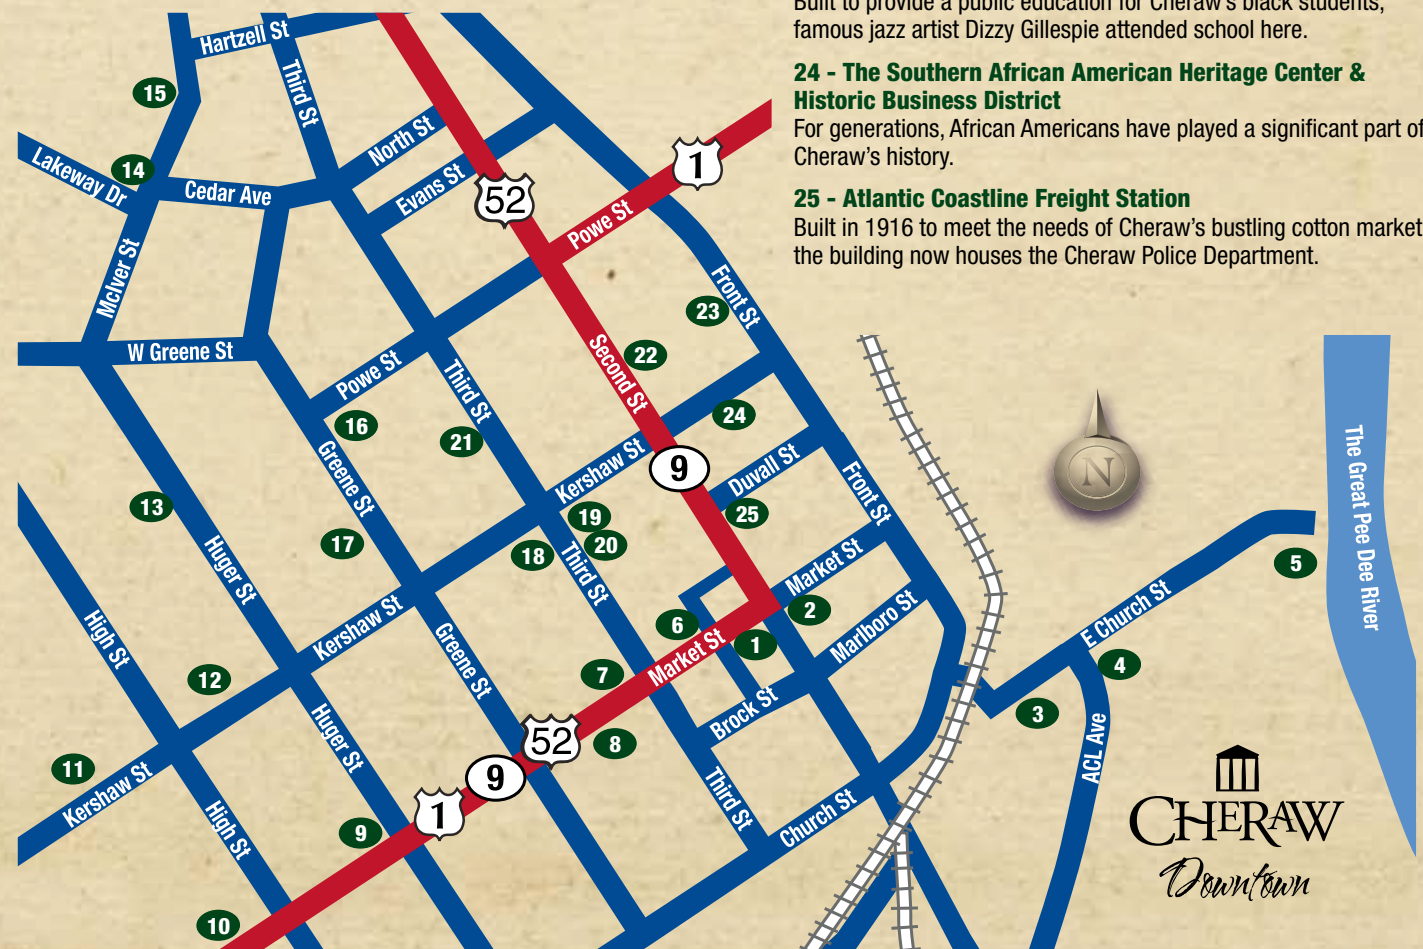 Built to provide a public education for Cheraw's black students,
famous jazz artist Dizzy Gillespie attended school here.
24 - The Southern African American Heritage Center &
Historic Business District
For generations, African Americans have played a significant part of
Cheraw's history.
25 - Atlantic Coastline Freight Station
Built in 1916 to meet the needs of Cheraw's bustling cotton market
the building now houses the Cheraw Police Department.
Hartzell St
Third St
15
North St
1
14
Lakeway Dr
Cedar Ave
Evans St
52
Powe St
McIver St
Front St
23
W Greene St
Second St
22
Powe St
Third St
16
21
24
Greene St
Kershaw St
9
Duvall St
Front St
13
19
25
17
18
20
Third St
Market St
Huger St
5
The Great Pee Dee River
N
High St
Kershaw St
6
2
Marlboro St
E Church St
Greene St
Market St
1
12
7
4
Huger St
Brock St
3
11
52
8
ACL Ave
Kershaw St
9
Third St
Church St
High St
9
1
10
CHERAW
Downtown